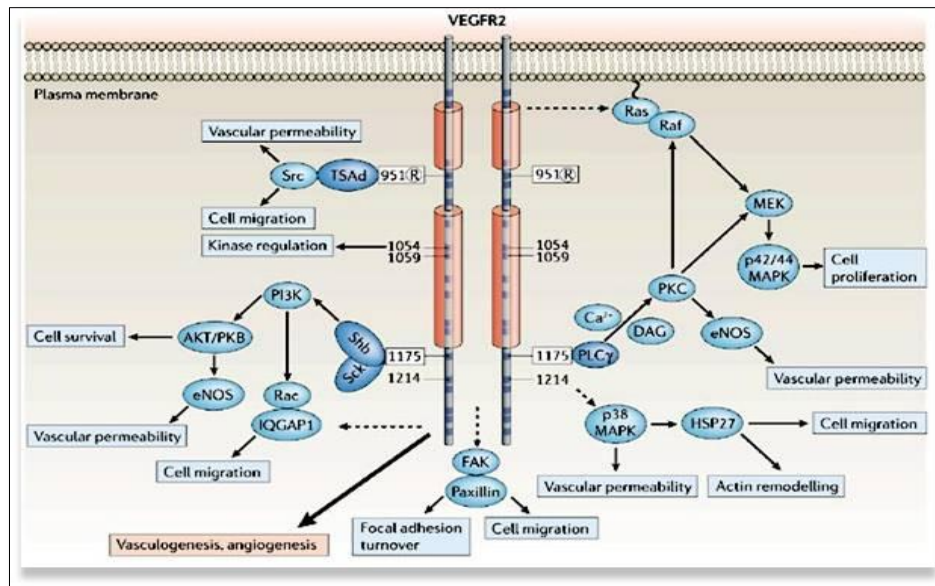 VEGFR2
Plasma membrane
Vascular permeability
Src
TSAd
951 R
Cell migration
Kinase regulation
1054
1059
PI3K
Cell survival
AKT/PKB
Shb
Sck
1175
1214
eNOS
Rac
IQGAP1
Vascular permeability
Cell migration
Vasculogenesis, angiogenesis
FAK
Paxillin
Focal adhesion
turnover
Cell migration
Ras
Raf
951 R
MEK
1054
1059
p42/44
MAPK
Cell
proliferation
PKC
Ca²⁺
DAG
eNOS
1175
PLCγ
1214
Vascular permeability
p38
MAPK
HSP27
Cell migration
Vascular permeability
Actin remodelling